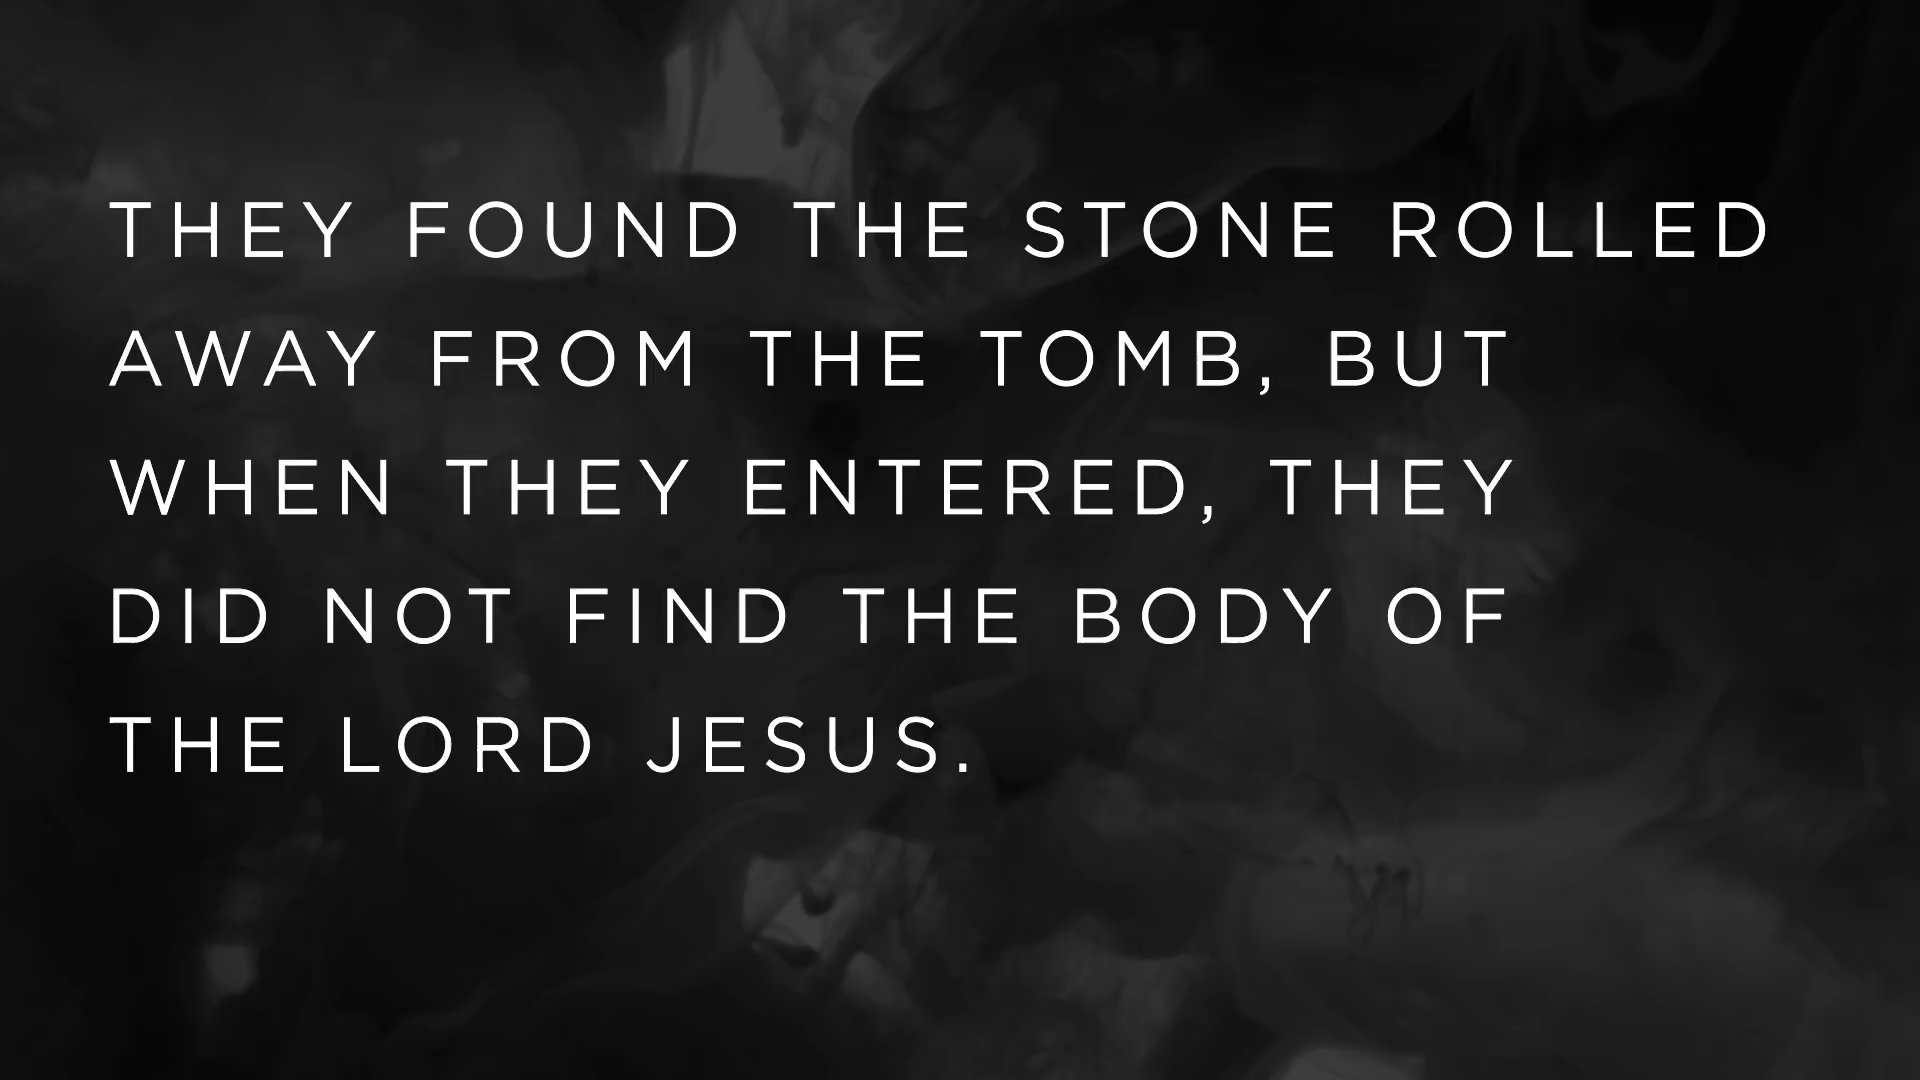 THEY FOUND THE STONE ROLLED
AWAY FROM THE TOMB, BUT
WHEN THEY ENTERED, THEY
DID NOT FIND THE BODY OF
THE LORD JESUS.